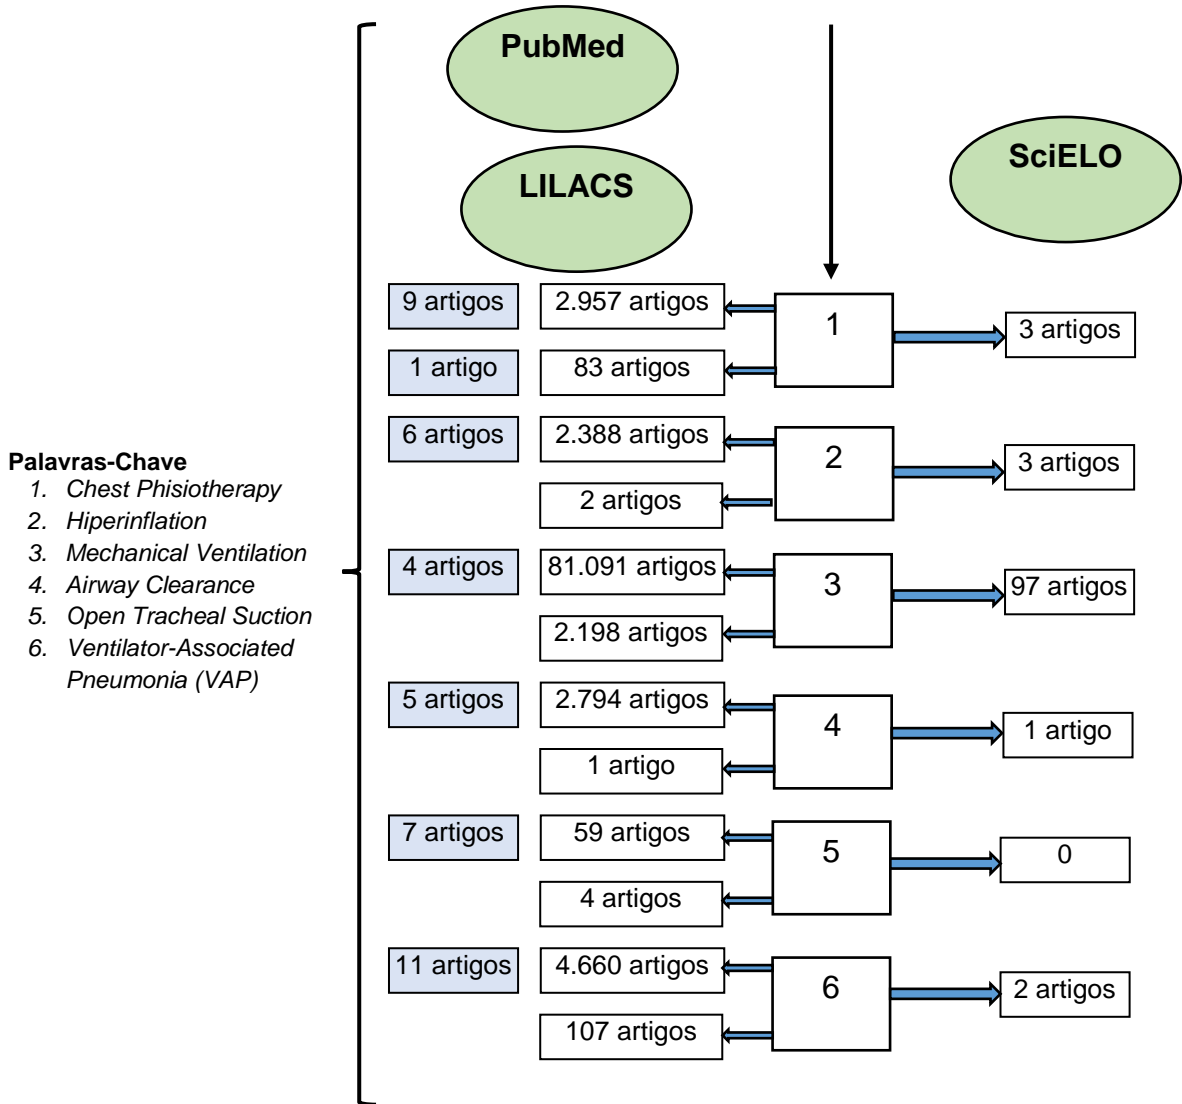 PubMed
LILACS
SciELO
Palavras-Chave
1. Chest Phisiotherapy
2. Hiperinflation
3. Mechanical Ventilation
4. Airway Clearance
5. Open Tracheal Suction
6. Ventilator-Associated
Pneumonia (VAP)
9 artigos
2.957 artigos
1
3 artigos
1 artigo
83 artigos
6 artigos
2.388 artigos
2
3 artigos
2 artigos
4 artigos
81.091 artigos
3
97 artigos
2.198 artigos
5 artigos
2.794 artigos
4
1 artigo
1 artigo
7 artigos
59 artigos
5
0
4 artigos
11 artigos
4.660 artigos
6
2 artigos
107 artigos